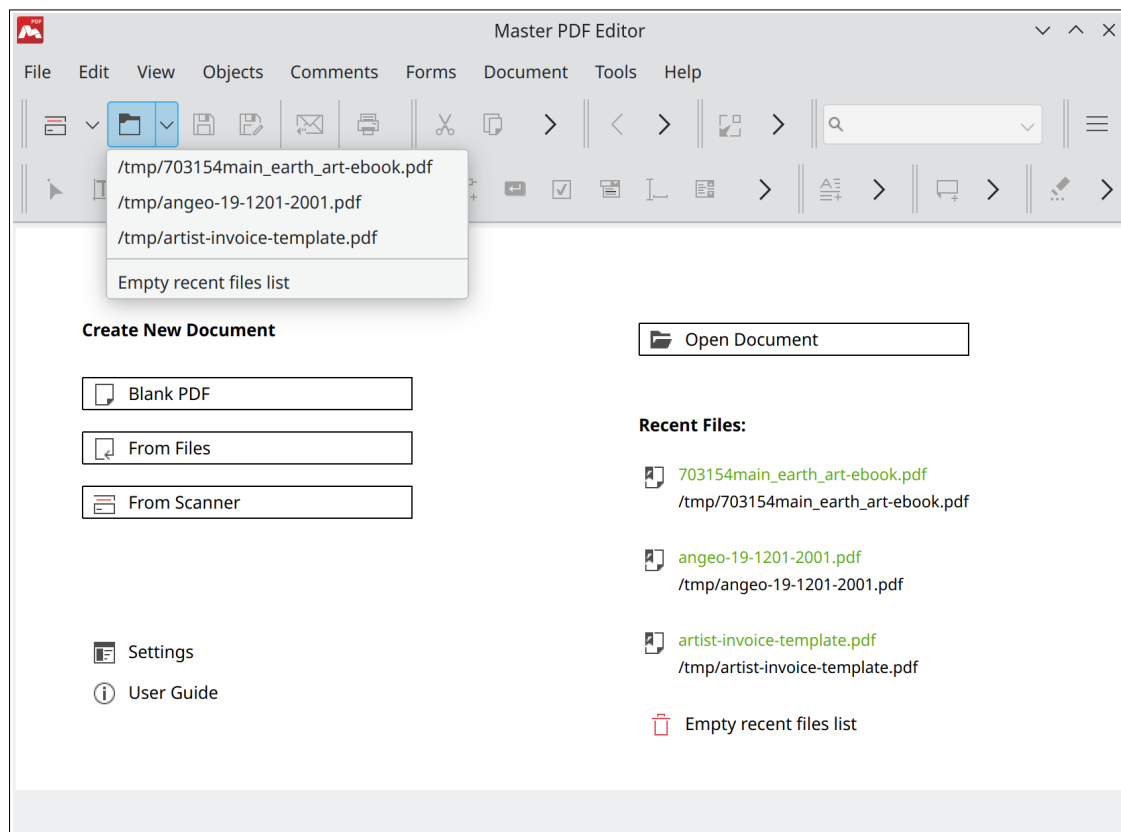 PDF
Master PDF Editor
File Edit View Objects Comments Forms Document Tools Help
/tmp/703154main_earth_art-ebook.pdf
/tmp/angeo-19-1201-2001.pdf
/tmp/artist-invoice-template.pdf
Empty recent files list
Create New Document
Blank PDF
From Files
From Scanner
Settings
User Guide
Open Document
Recent Files:
703154main_earth_art-ebook.pdf
/tmp/703154main_earth_art-ebook.pdf
angeo-19-1201-2001.pdf
/tmp/angeo-19-1201-2001.pdf
artist-invoice-template.pdf
/tmp/artist-invoice-template.pdf
Empty recent files list